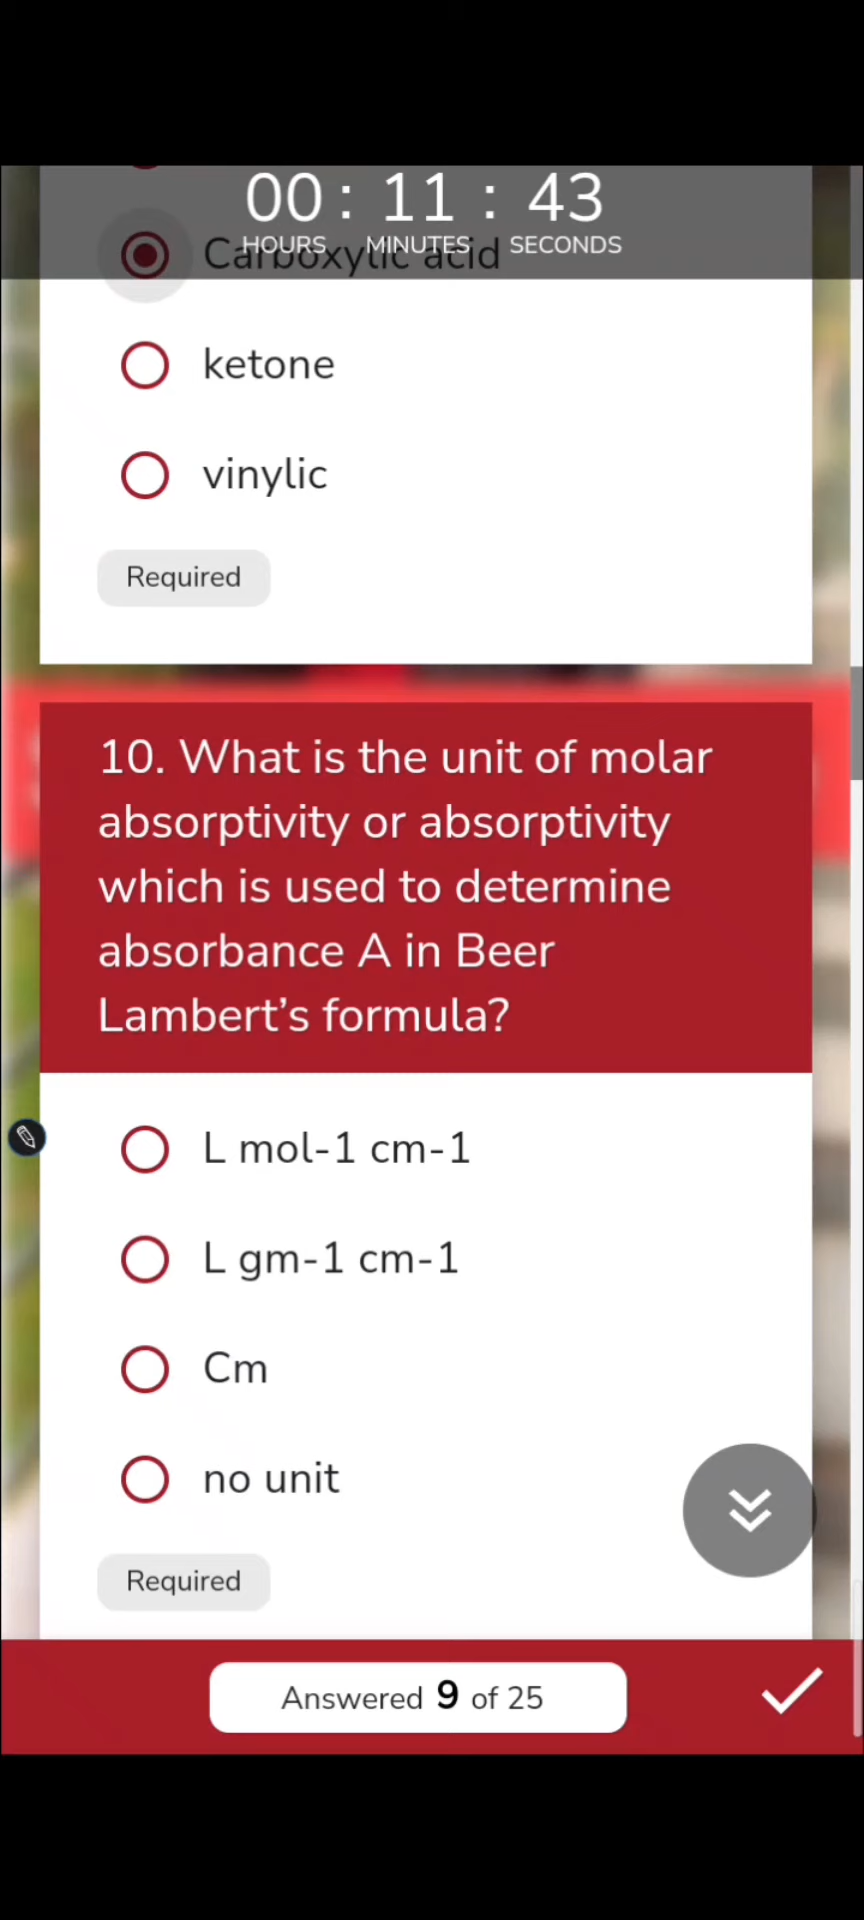 00 : 11 : 43
HOURS MINUTES SECONDS
Carboxylic acid
ketone
vinylic
Required
10. What is the unit of molar
absorptivity or absorptivity
which is used to determine
absorbance A in Beer
Lambert’s formula?
L mol-1 cm-1
L gm-1 cm-1
Cm
no unit
Required
Answered 9 of 25